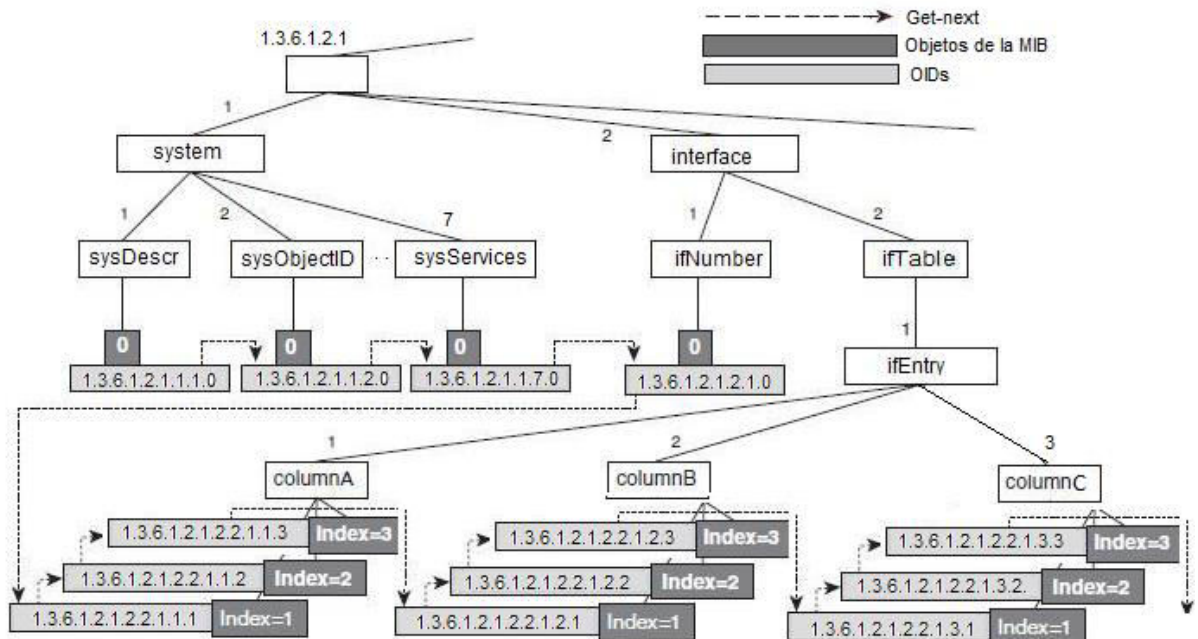 Get-next
Objetos de la MIB
OIDs
1.3.6.1.2.1
1
2
system
interface
1
2
7
1
2
sysDescr
sysObjectID
. .
sysServices
ifNumber
ifTable
0
0
0
0
1
1.3.6.1.2.1.1.1.0
1.3.6.1.2.1.1.2.0
1.3.6.1.2.1.1.7.0
1.3.6.1.2.1.2.1.0
ifEntry
1
2
3
columnA
columnB
columnC
1.3.6.1.2.1.2.2.1.1.3
Index=3
1.3.6.1.2.1.2.2.1.2.3
Index=3
1.3.6.1.2.1.2.2.1.3.3
Index=3
1.3.6.1.2.1.2.2.1.1.2
Index=2
1.3.6.1.2.1.2.2.1.2.2
Index=2
1.3.6.1.2.1.2.2.1.3.2.
Index=2
1.3.6.1.2.1.2.2.1.1.1
Index=1
1.3.6.1.2.1.2.2.1.2.1
Index=1
1.3.6.1.2.1.2.2.1.3.1
Index=1